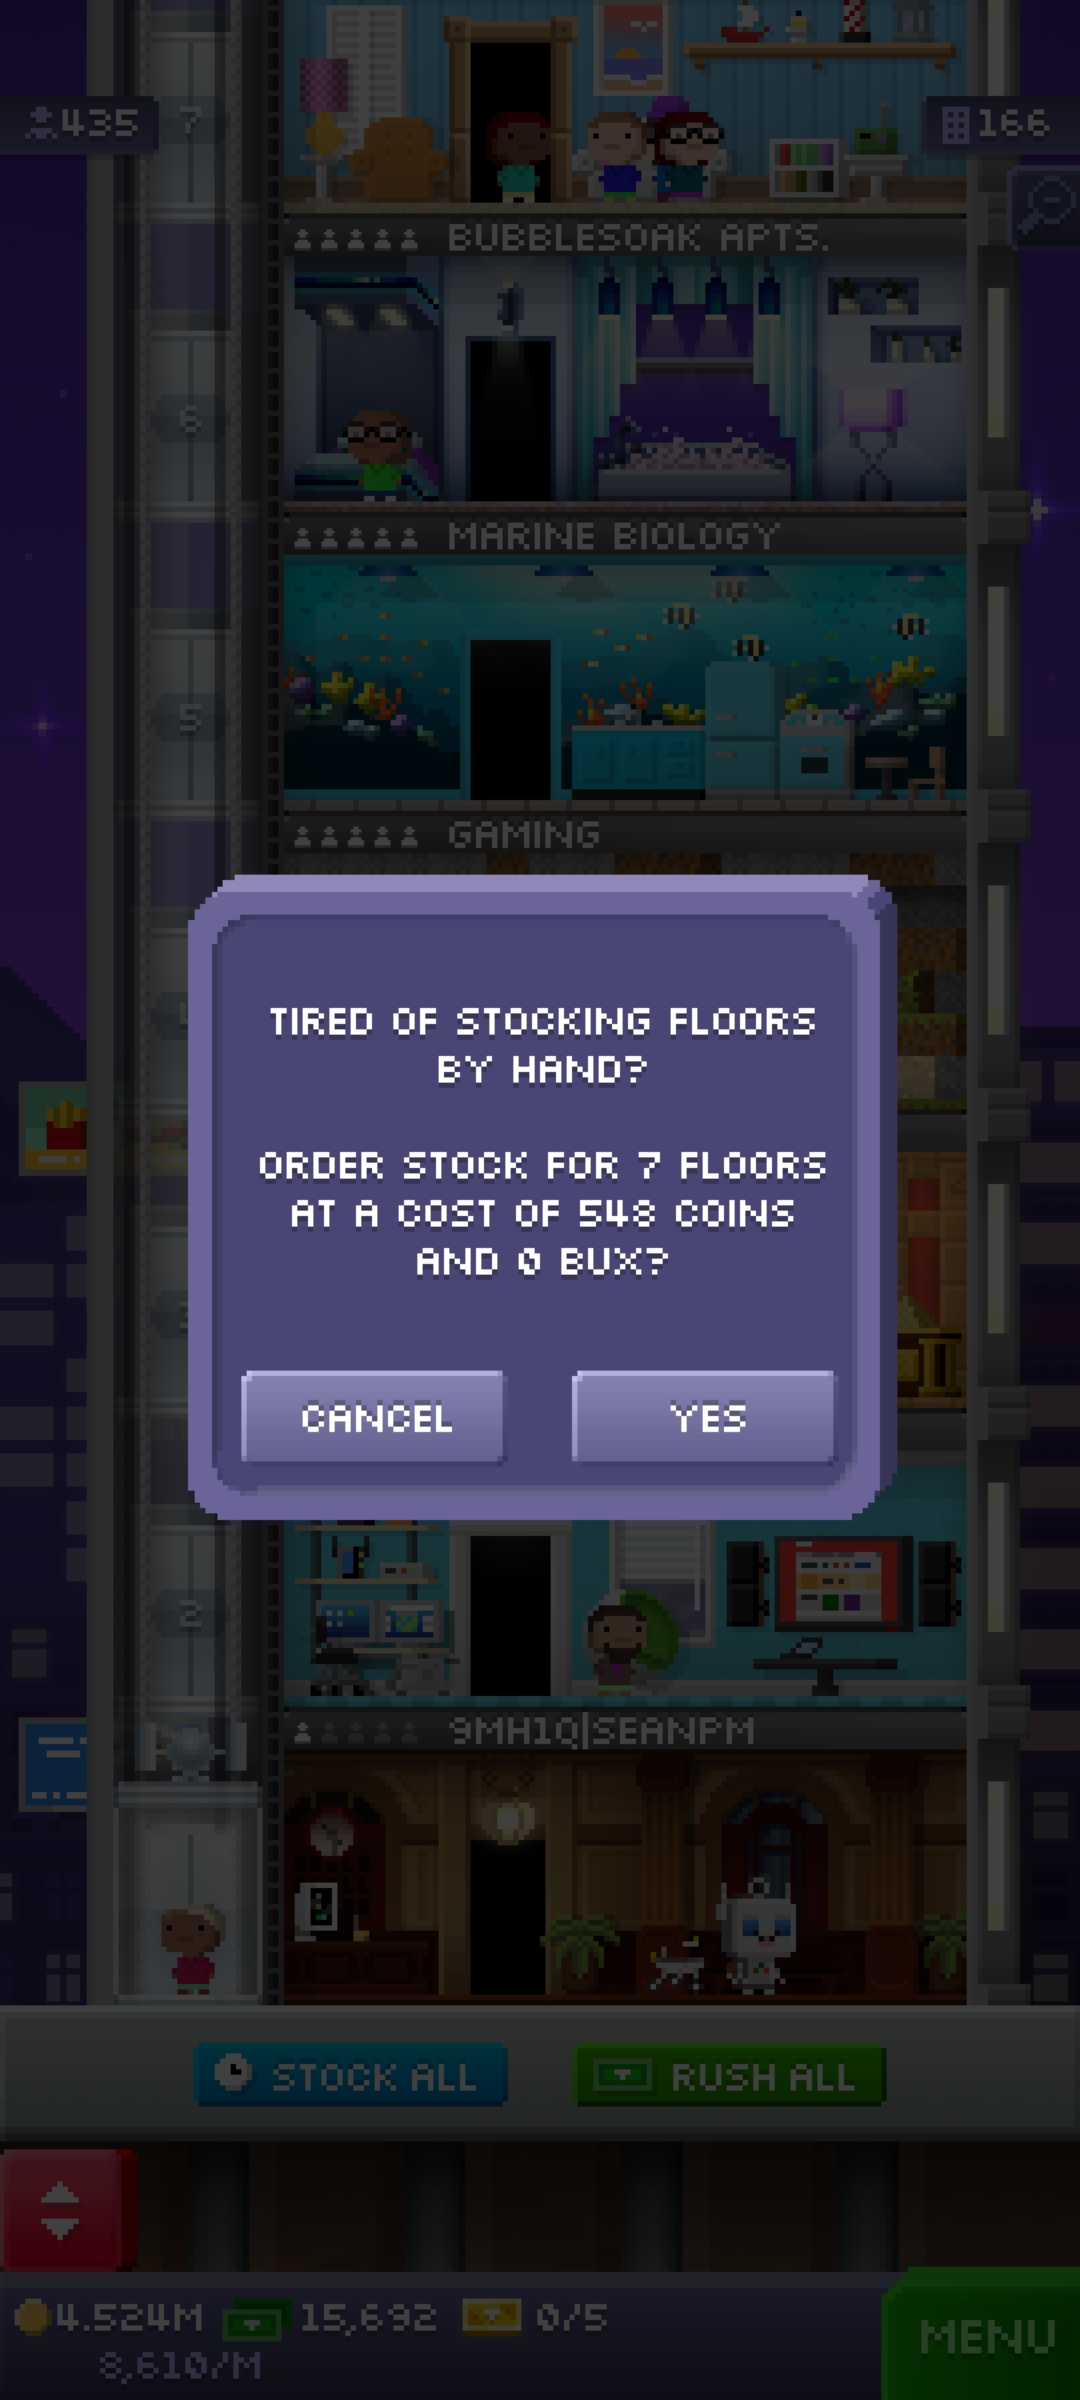 435
7
166
BUBBLESOAK APTS.
6
MARINE BIOLOGY
5
GAMING
TIRED OF STOCKING FLOORS
BY HAND?
ORDER STOCK FOR 7 FLOORS
AT A COST OF 548 COINS
AND 0 BUX?
CANCEL
YES
2
9MH1Q|SEANPM
STOCK ALL
RUSH ALL
4.524M
15,692
0/5
8,610/M
MENU